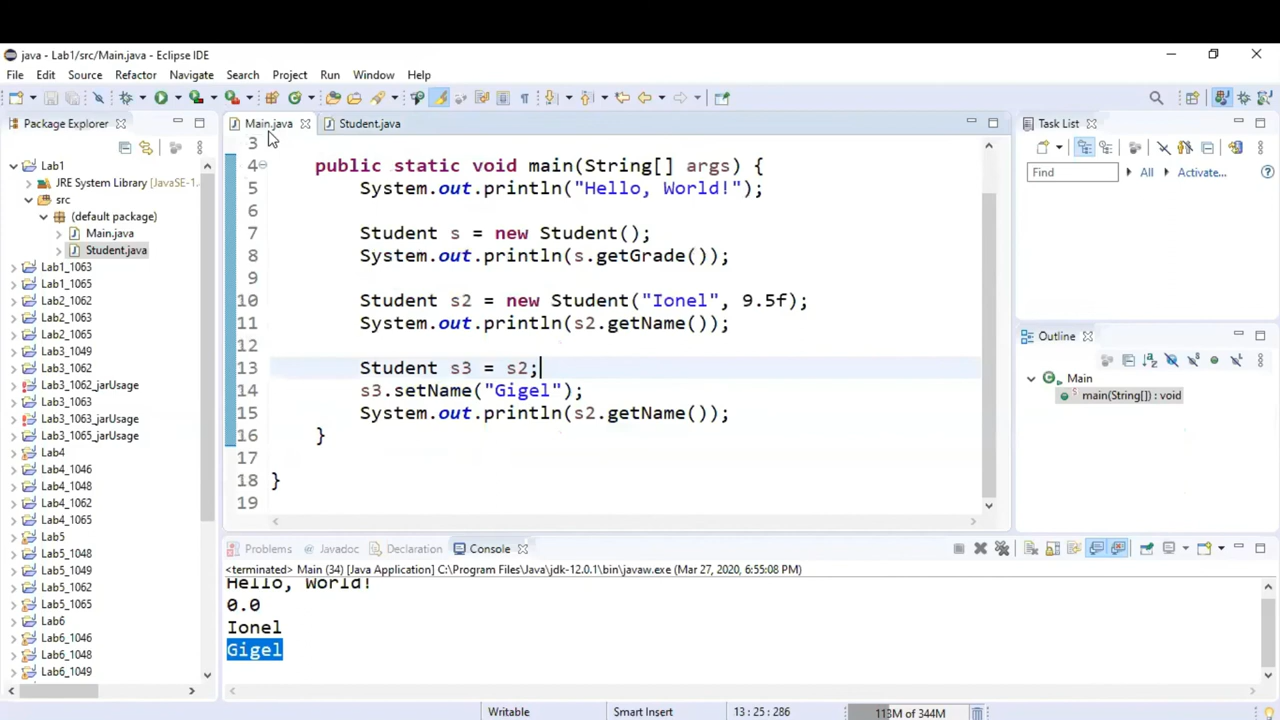 java - Lab1/src/Main.java - Eclipse IDE
File Edit Source Refactor Navigate Search Project Run Window Help
Package Explorer
Main.java
Student.java
Task List
Find
All
Activate...
Lab1
JRE System Library [JavaSE-1.
src
(default package)
Main.java
Student.java
Lab1_1063
Lab1_1065
Lab2_1062
Lab2_1063
Lab2_1065
Lab3_1049
Lab3_1062
Lab3_1062_jarUsage
Lab3_1063
Lab3_1063_jarUsage
Lab3_1065_jarUsage
Lab4
Lab4_1046
Lab4_1048
Lab4_1062
Lab4_1065
Lab5
Lab5_1048
Lab5_1049
Lab5_1062
Lab5_1065
Lab6
Lab6_1046
Lab6_1048
Lab6_1049
3
4 public static void main(String[] args) {
5 System.out.println("Hello, World!");
6
7 Student s = new Student();
8 System.out.println(s.getGrade());
9
10 Student s2 = new Student("Ionel", 9.5f);
11 System.out.println(s2.getName());
12
13 Student s3 = s2;
14 s3.setName("Gigel");
15 System.out.println(s2.getName());
16 }
17
18 }
19
Outline
Main
main(String[]) : void
Problems Javadoc Declaration Console
<terminated> Main (34) [Java Application] C:\Program Files\Java\jdk-12.0.1\bin\javaw.exe (Mar 27, 2020, 6:55:08 PM)
Hello, World!
0.0
Ionel
Gigel
Writable
Smart Insert
13 : 25 : 286
113M of 344M